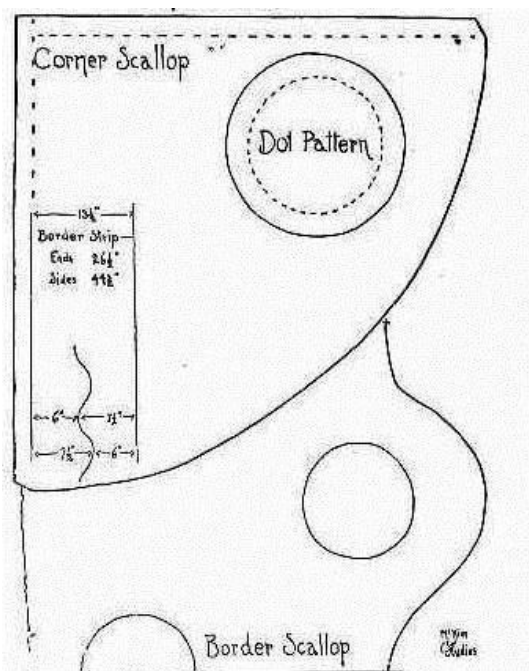 Corner Scallop
Dot Pattern
13½"
Border Strip
Ends 26½"
Sides 44½"
6"
7½"
7½"
6"
Border Scallop
McKim
Studios